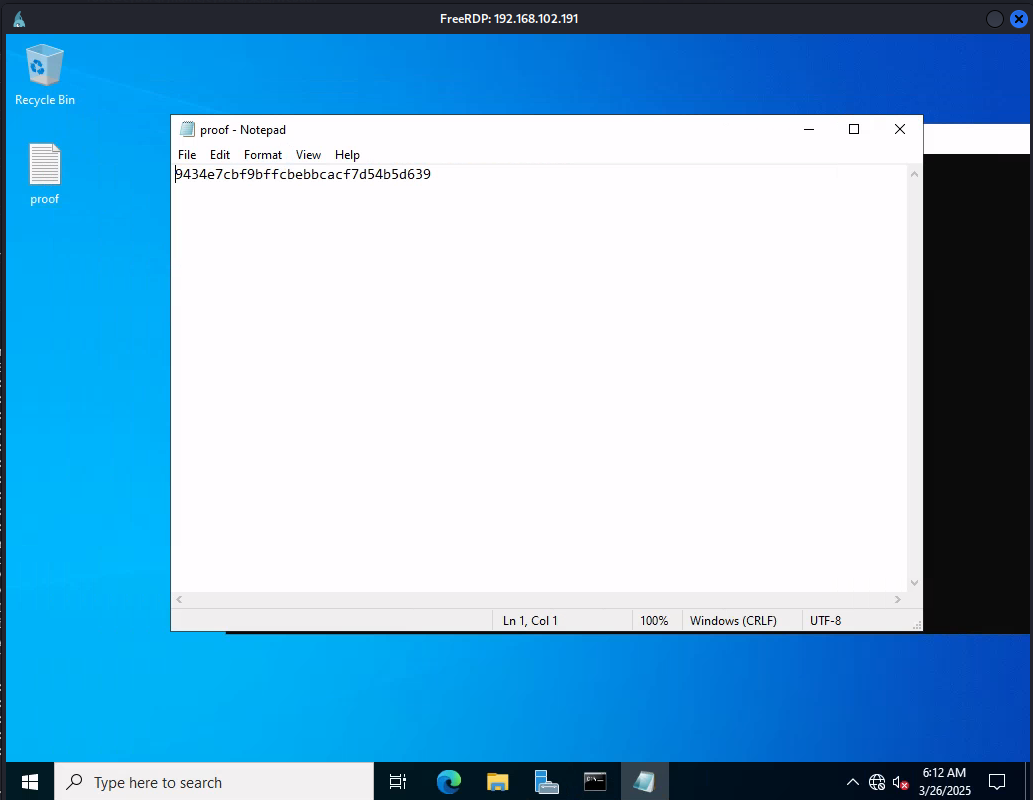 FreeRDP: 192.168.102.191
Recycle Bin
proof
proof - Notepad
File Edit Format View Help
9434e7cbf9bffcbebbcacf7d54b5d639
Ln 1, Col 1 100% Windows (CRLF) UTF-8
Type here to search
6:12 AM
3/26/2025